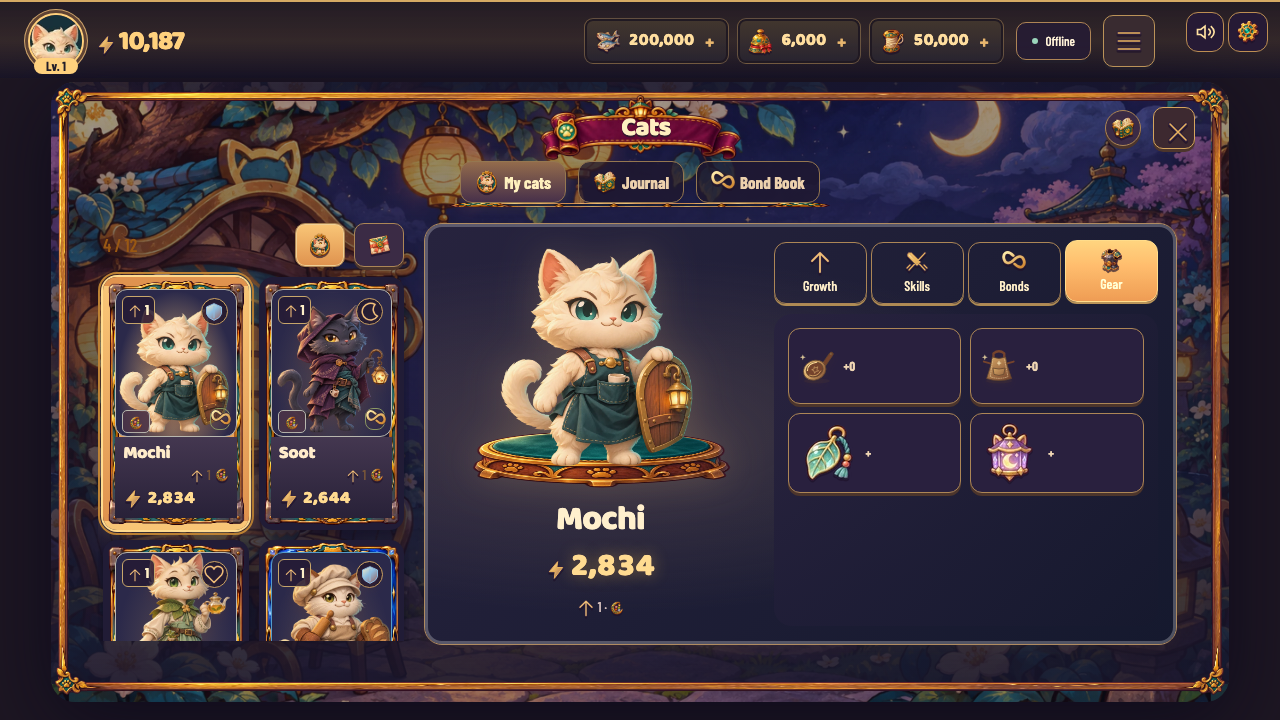 Lv. 1
10,187
200,000 +
6,000 +
50,000 +
Offline
Cats
My cats
Journal
Bond Book
4 / 12
1
Mochi
1
2,834
1
Soot
1
2,644
1
1
Mochi
2,834
1 ·
Growth
Skills
Bonds
Gear
+0
+0
+
+